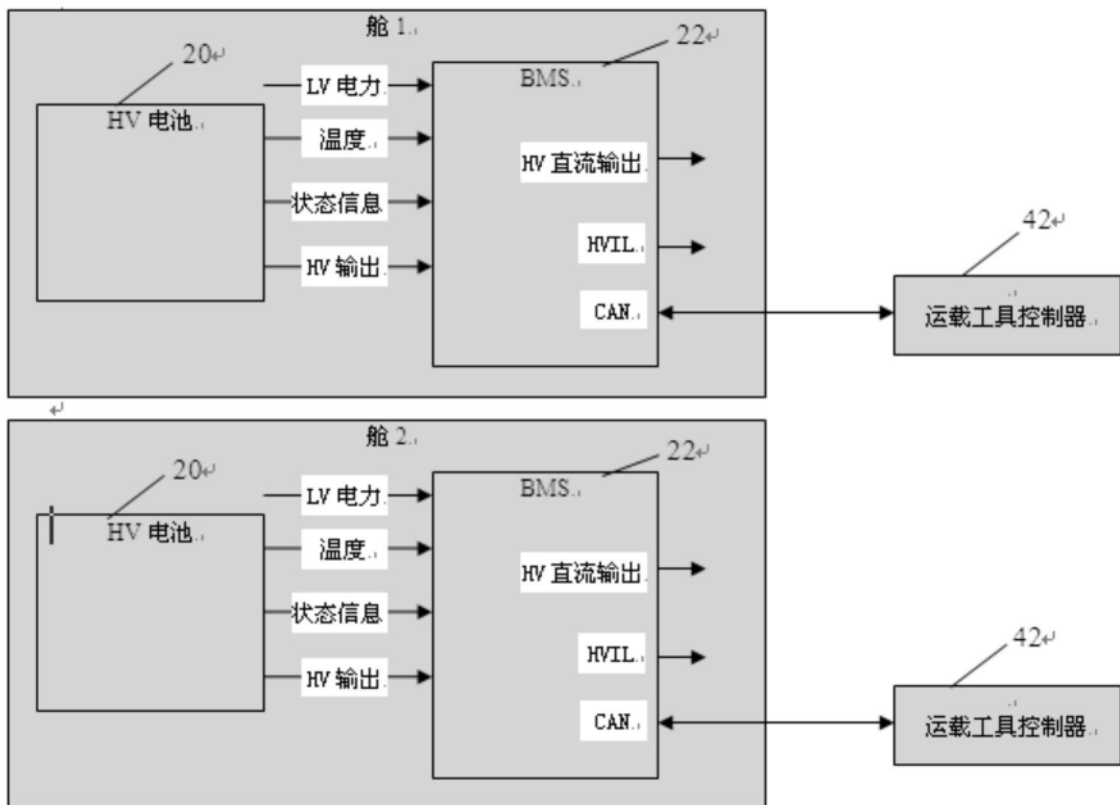 舱 1.
20
22
LV 电力.
BMS.
HV 电池.
温度.
HV 直流输出.
状态信息
42
HVIL.
HV 输出.
CAN.
运载工具控制器.
舱 2.
20
22
LV 电力.
BMS.
HV 电池.
温度.
HV 直流输出.
状态信息
42
HVIL.
HV 输出.
CAN.
运载工具控制器.